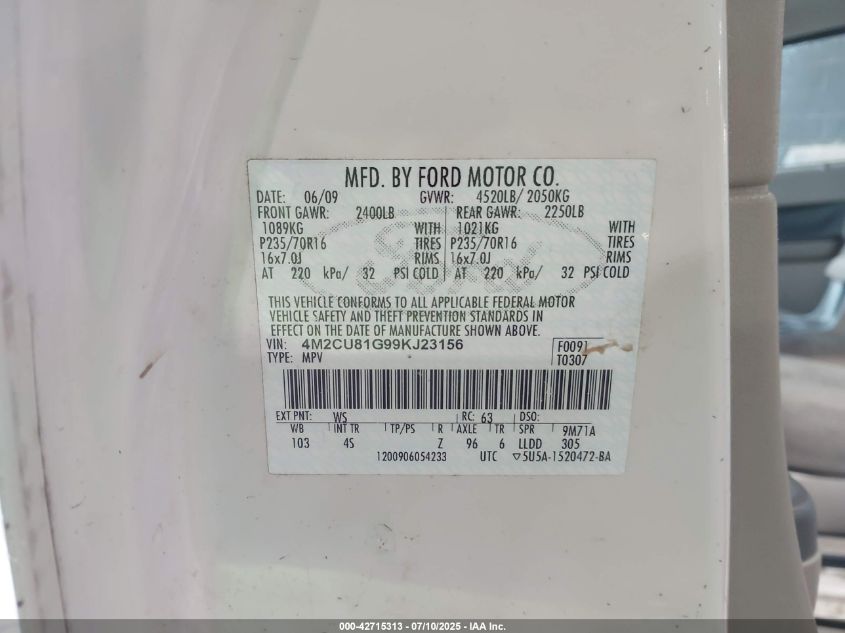 MFD. BY FORD MOTOR CO.
DATE: 06/09 GVWR: 4520LB/ 2050KG
FRONT GAWR: 2400LB REAR GAWR: 2250LB
1089KG WITH 1021KG WITH
P235/70R16 TIRES P235/70R16 TIRES
16x7.0J RIMS 16x7.0J RIMS
AT 220 kPa/ 32 PSI COLD AT 220 kPa/ 32 PSI COLD
THIS VEHICLE CONFORMS TO ALL APPLICABLE FEDERAL MOTOR
VEHICLE SAFETY AND THEFT PREVENTION STANDARDS IN
EFFECT ON THE DATE OF MANUFACTURE SHOWN ABOVE.
VIN: 4M2CU81G99KJ23156 F0091
TYPE: MPV T0307
EXT PNT: WS RC: 63 DSO:
WB INT TR TP/PS R AXLE TR SPR 9M71A
103 4S Z 96 6 LLDD 305
1200906054233 UTC ▽5U5A-1520472-BA
000-42715313 - 07/10/2025 - IAA Inc.